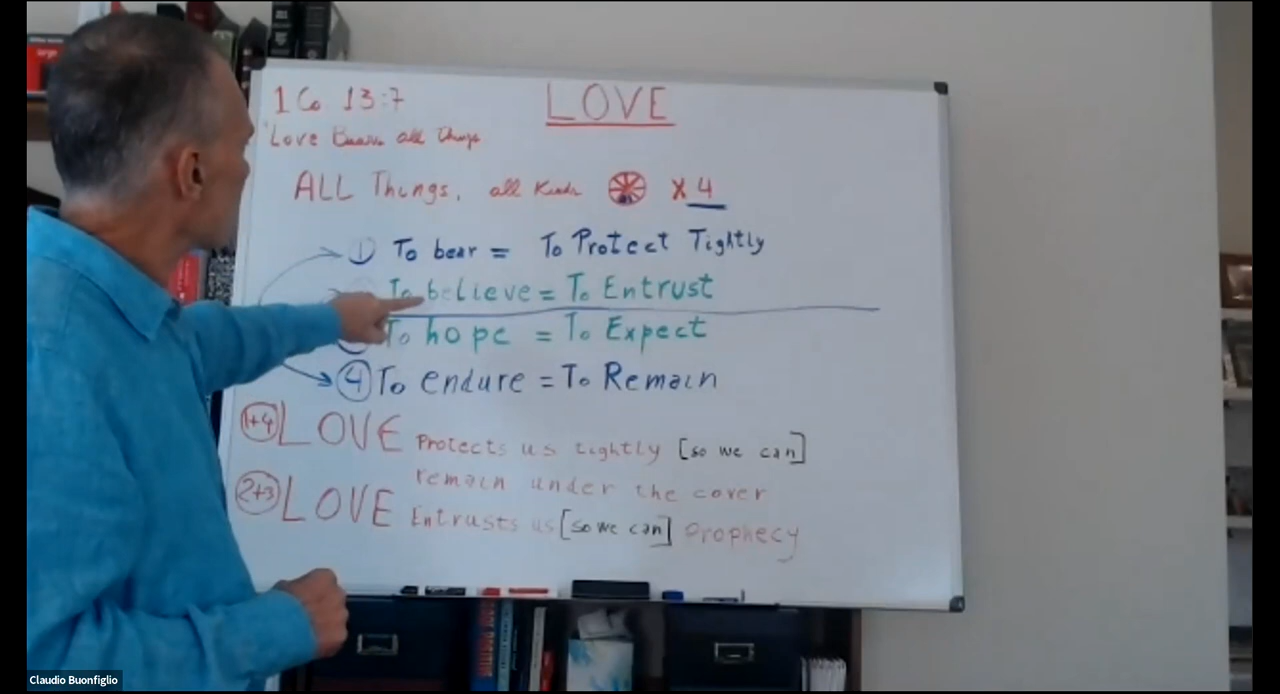 1 Co 13:7
LOVE
Love Bears all Things
ALL Things, all Kinds X 4
1 To bear = To Protect Tightly
To believe = To Entrust
To hope = To Expect
4 To endure = To Remain
1+4 LOVE Protects us tightly [so we can]
remain under the cover
2+3 LOVE Entrusts us [so we can] Prophecy
Claudio Buonfiglio